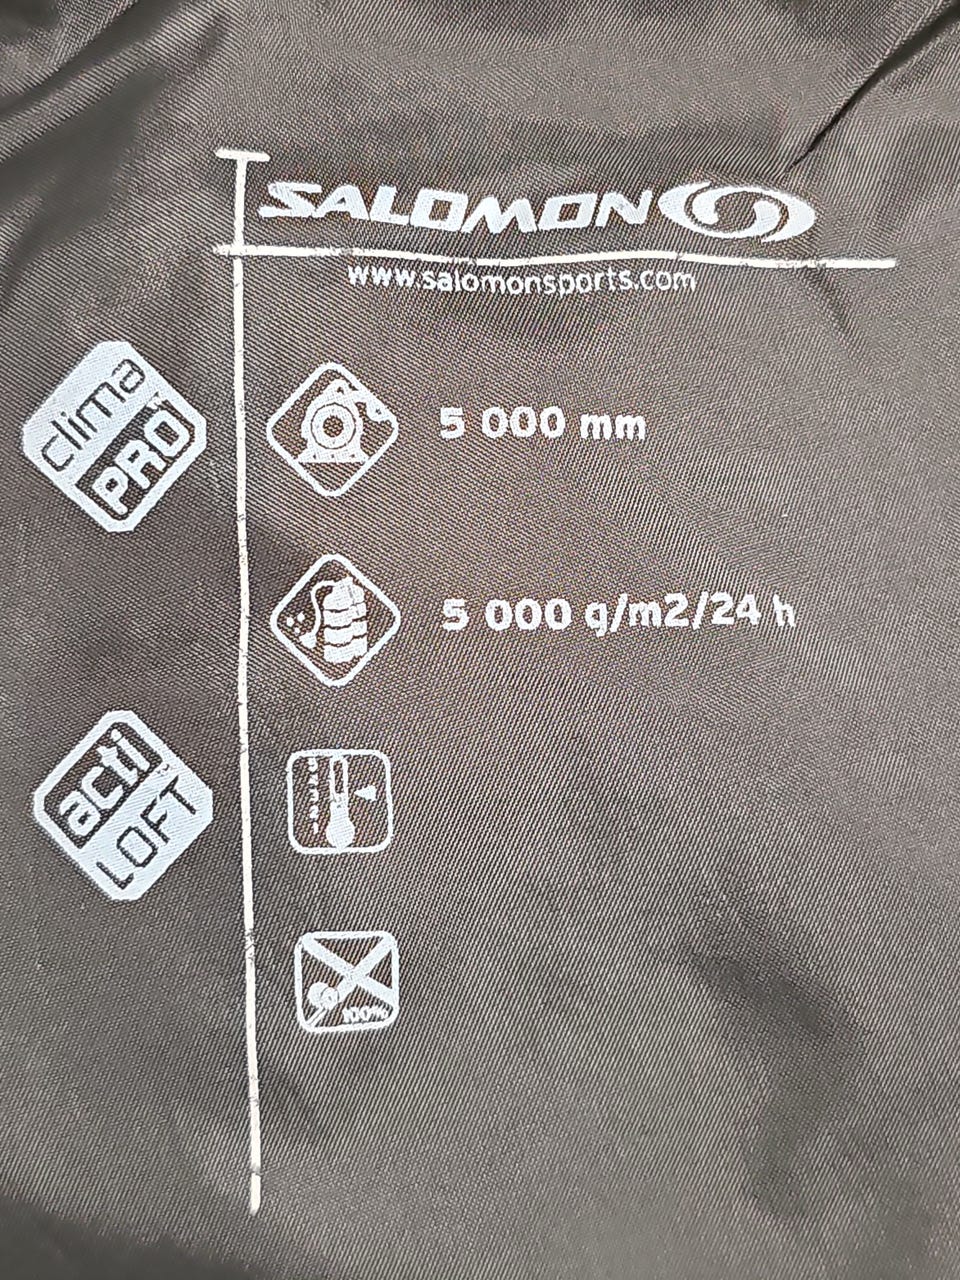 SALOMON
www.salomonsports.com
clima
PRO
5 000 mm
5 000 g/m2/24 h
acti
LOFT
100%